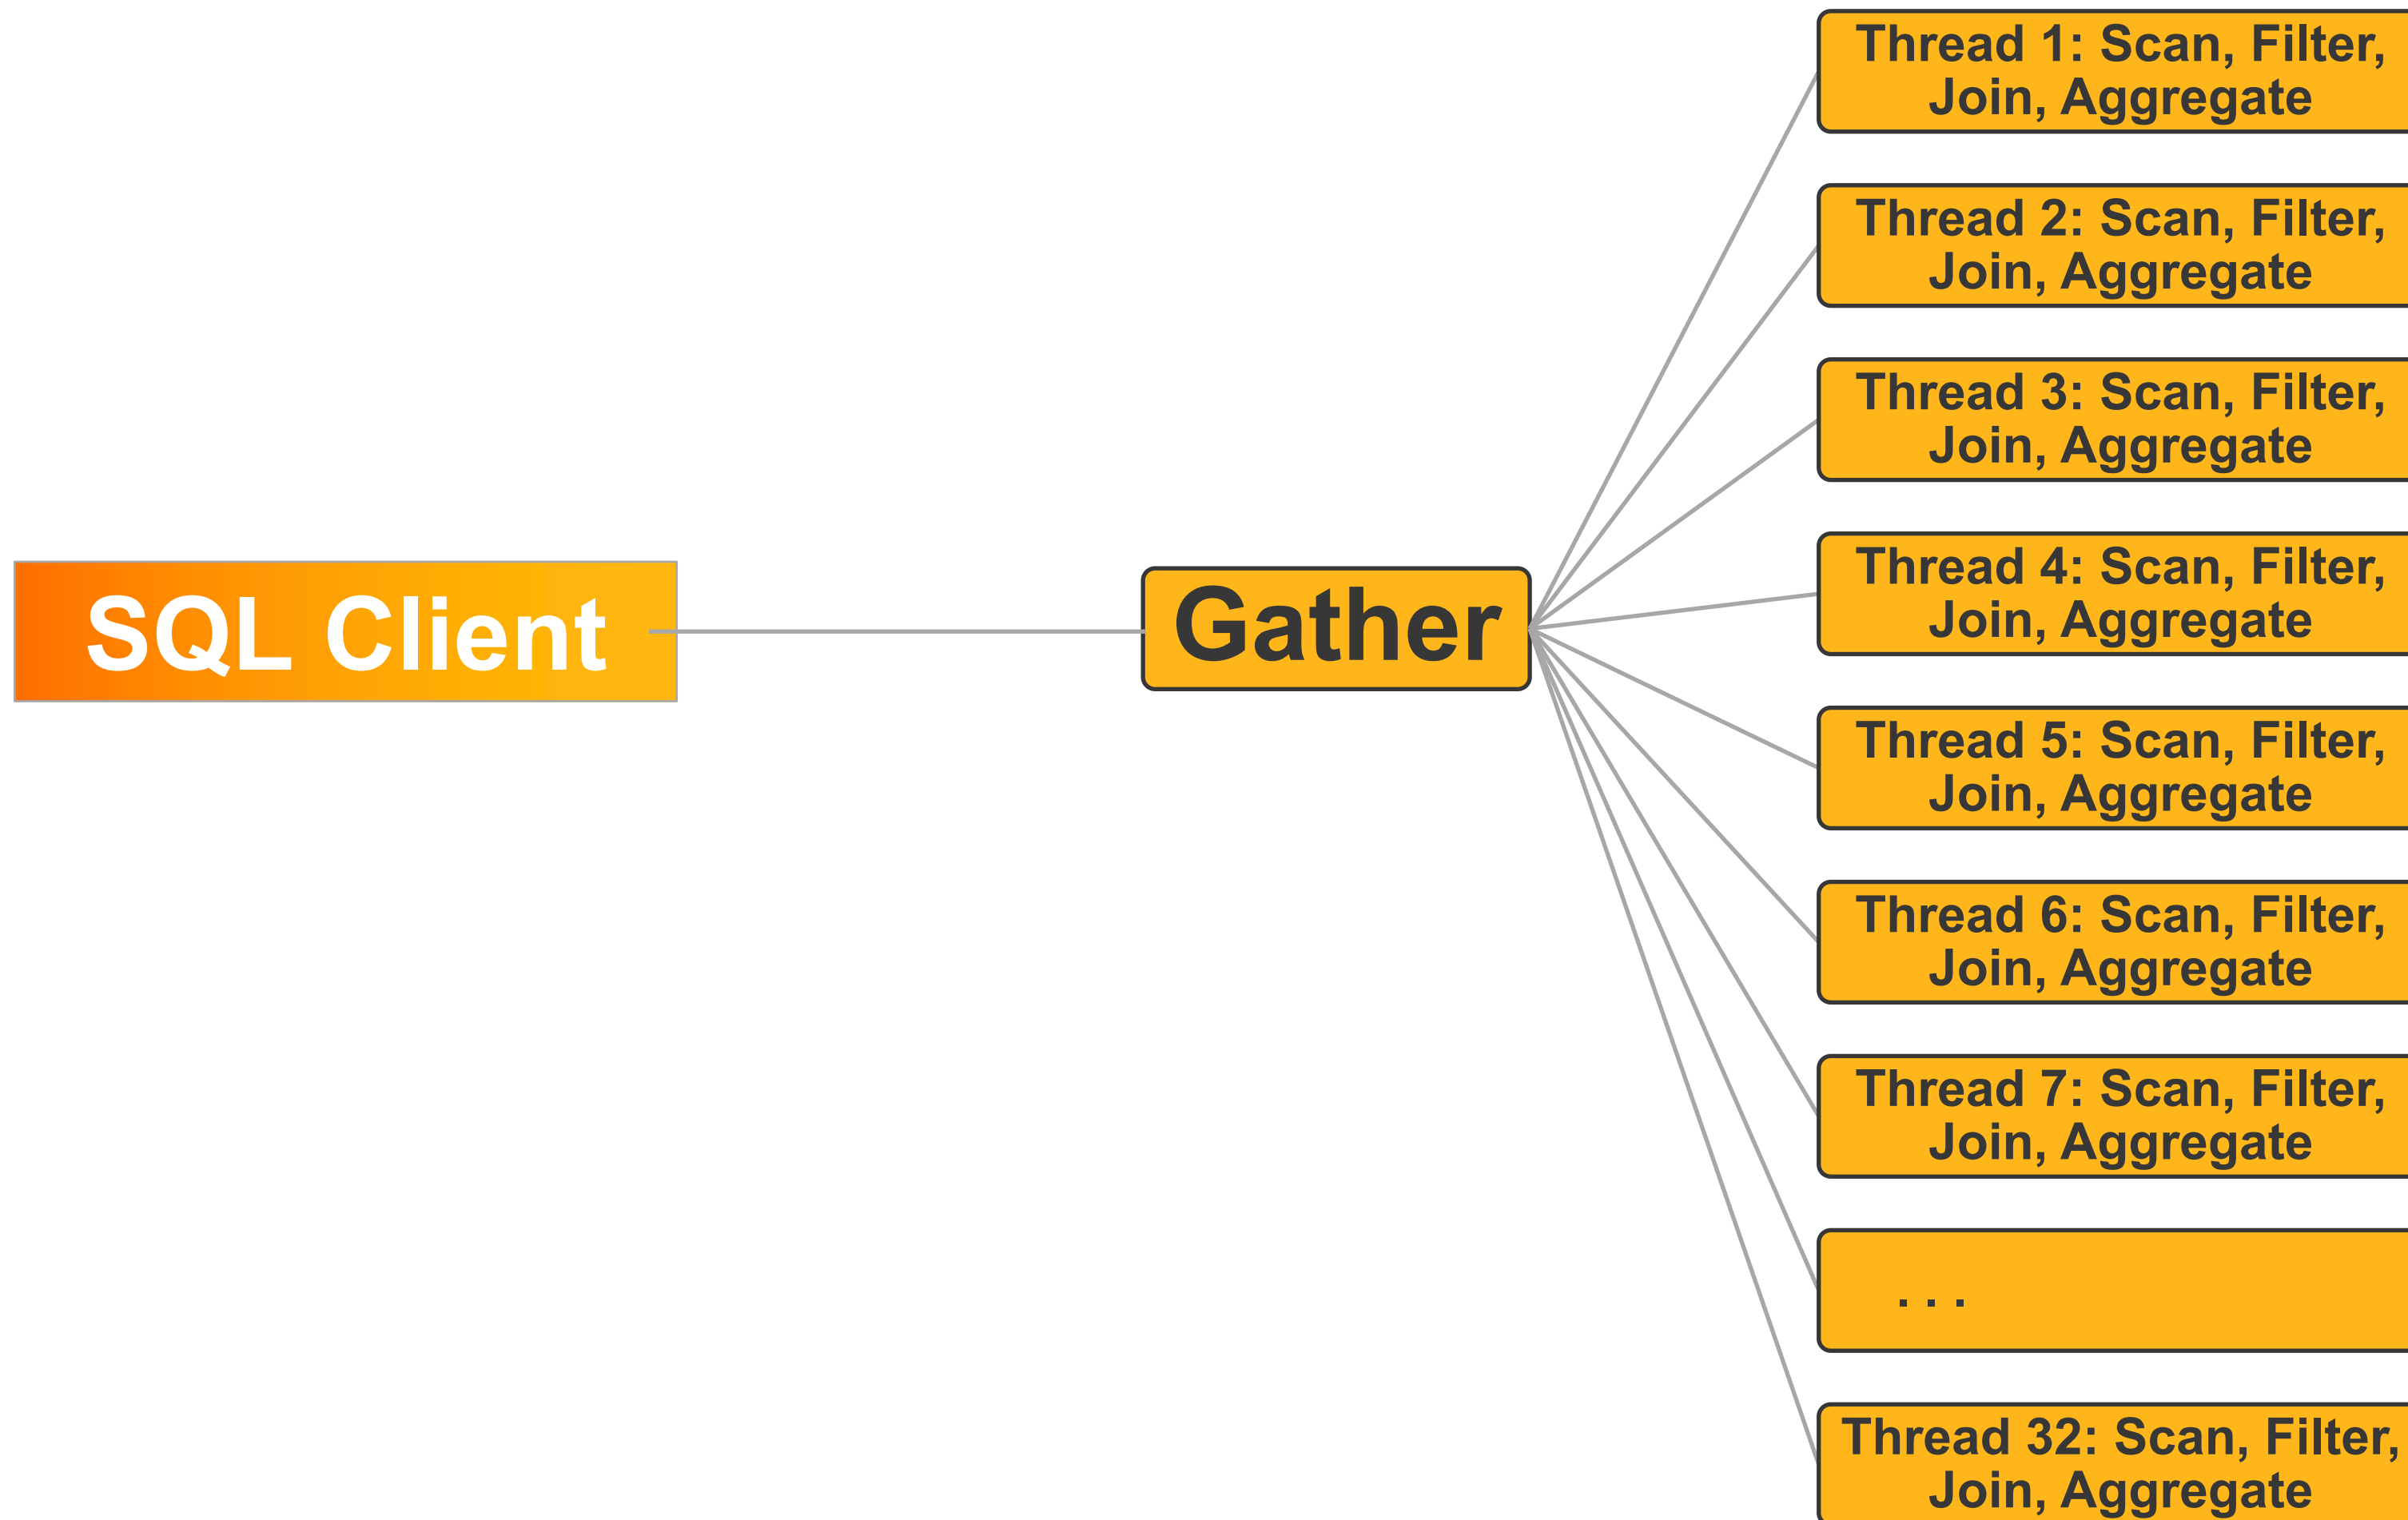 SQL Client
Gather
Thread 1: Scan, Filter,
Join, Aggregate
Thread 2: Scan, Filter,
Join, Aggregate
Thread 3: Scan, Filter,
Join, Aggregate
Thread 4: Scan, Filter,
Join, Aggregate
Thread 5: Scan, Filter,
Join, Aggregate
Thread 6: Scan, Filter,
Join, Aggregate
Thread 7: Scan, Filter,
Join, Aggregate
. . .
Thread 32: Scan, Filter,
Join, Aggregate